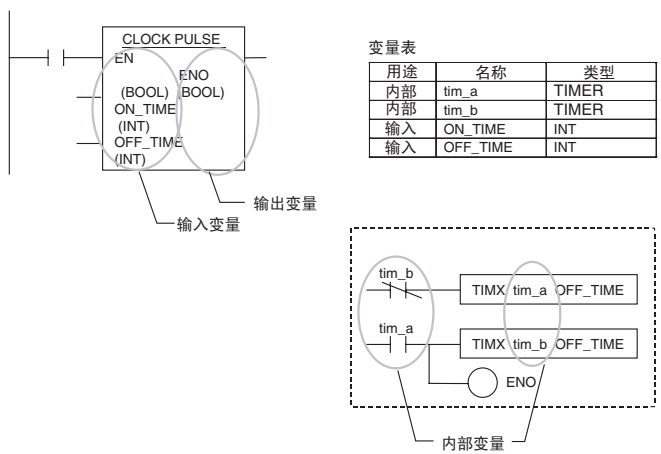 CLOCK PULSE
EN
ENO
(BOOL) (BOOL)
ON_TIME
(INT)
OFF_TIME
(INT)
输入变量
输出变量
变量表
用途 名称 类型
内部 tim_a TIMER
内部 tim_b TIMER
输入 ON_TIME INT
输入 OFF_TIME INT
tim_b
TIMX tim_a OFF_TIME
tim_a
TIMX tim_b OFF_TIME
ENO
内部变量